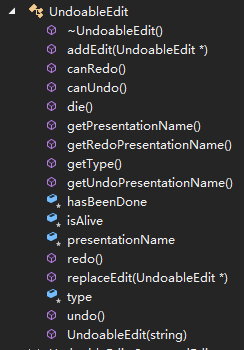 UndoableEdit
~UndoableEdit()
addEdit(UndoableEdit *)
canRedo()
canUndo()
die()
getPresentationName()
getRedoPresentationName()
getType()
getUndoPresentationName()
hasBeenDone
isAlive
presentationName
redo()
replaceEdit(UndoableEdit *)
type
undo()
UndoableEdit(string)